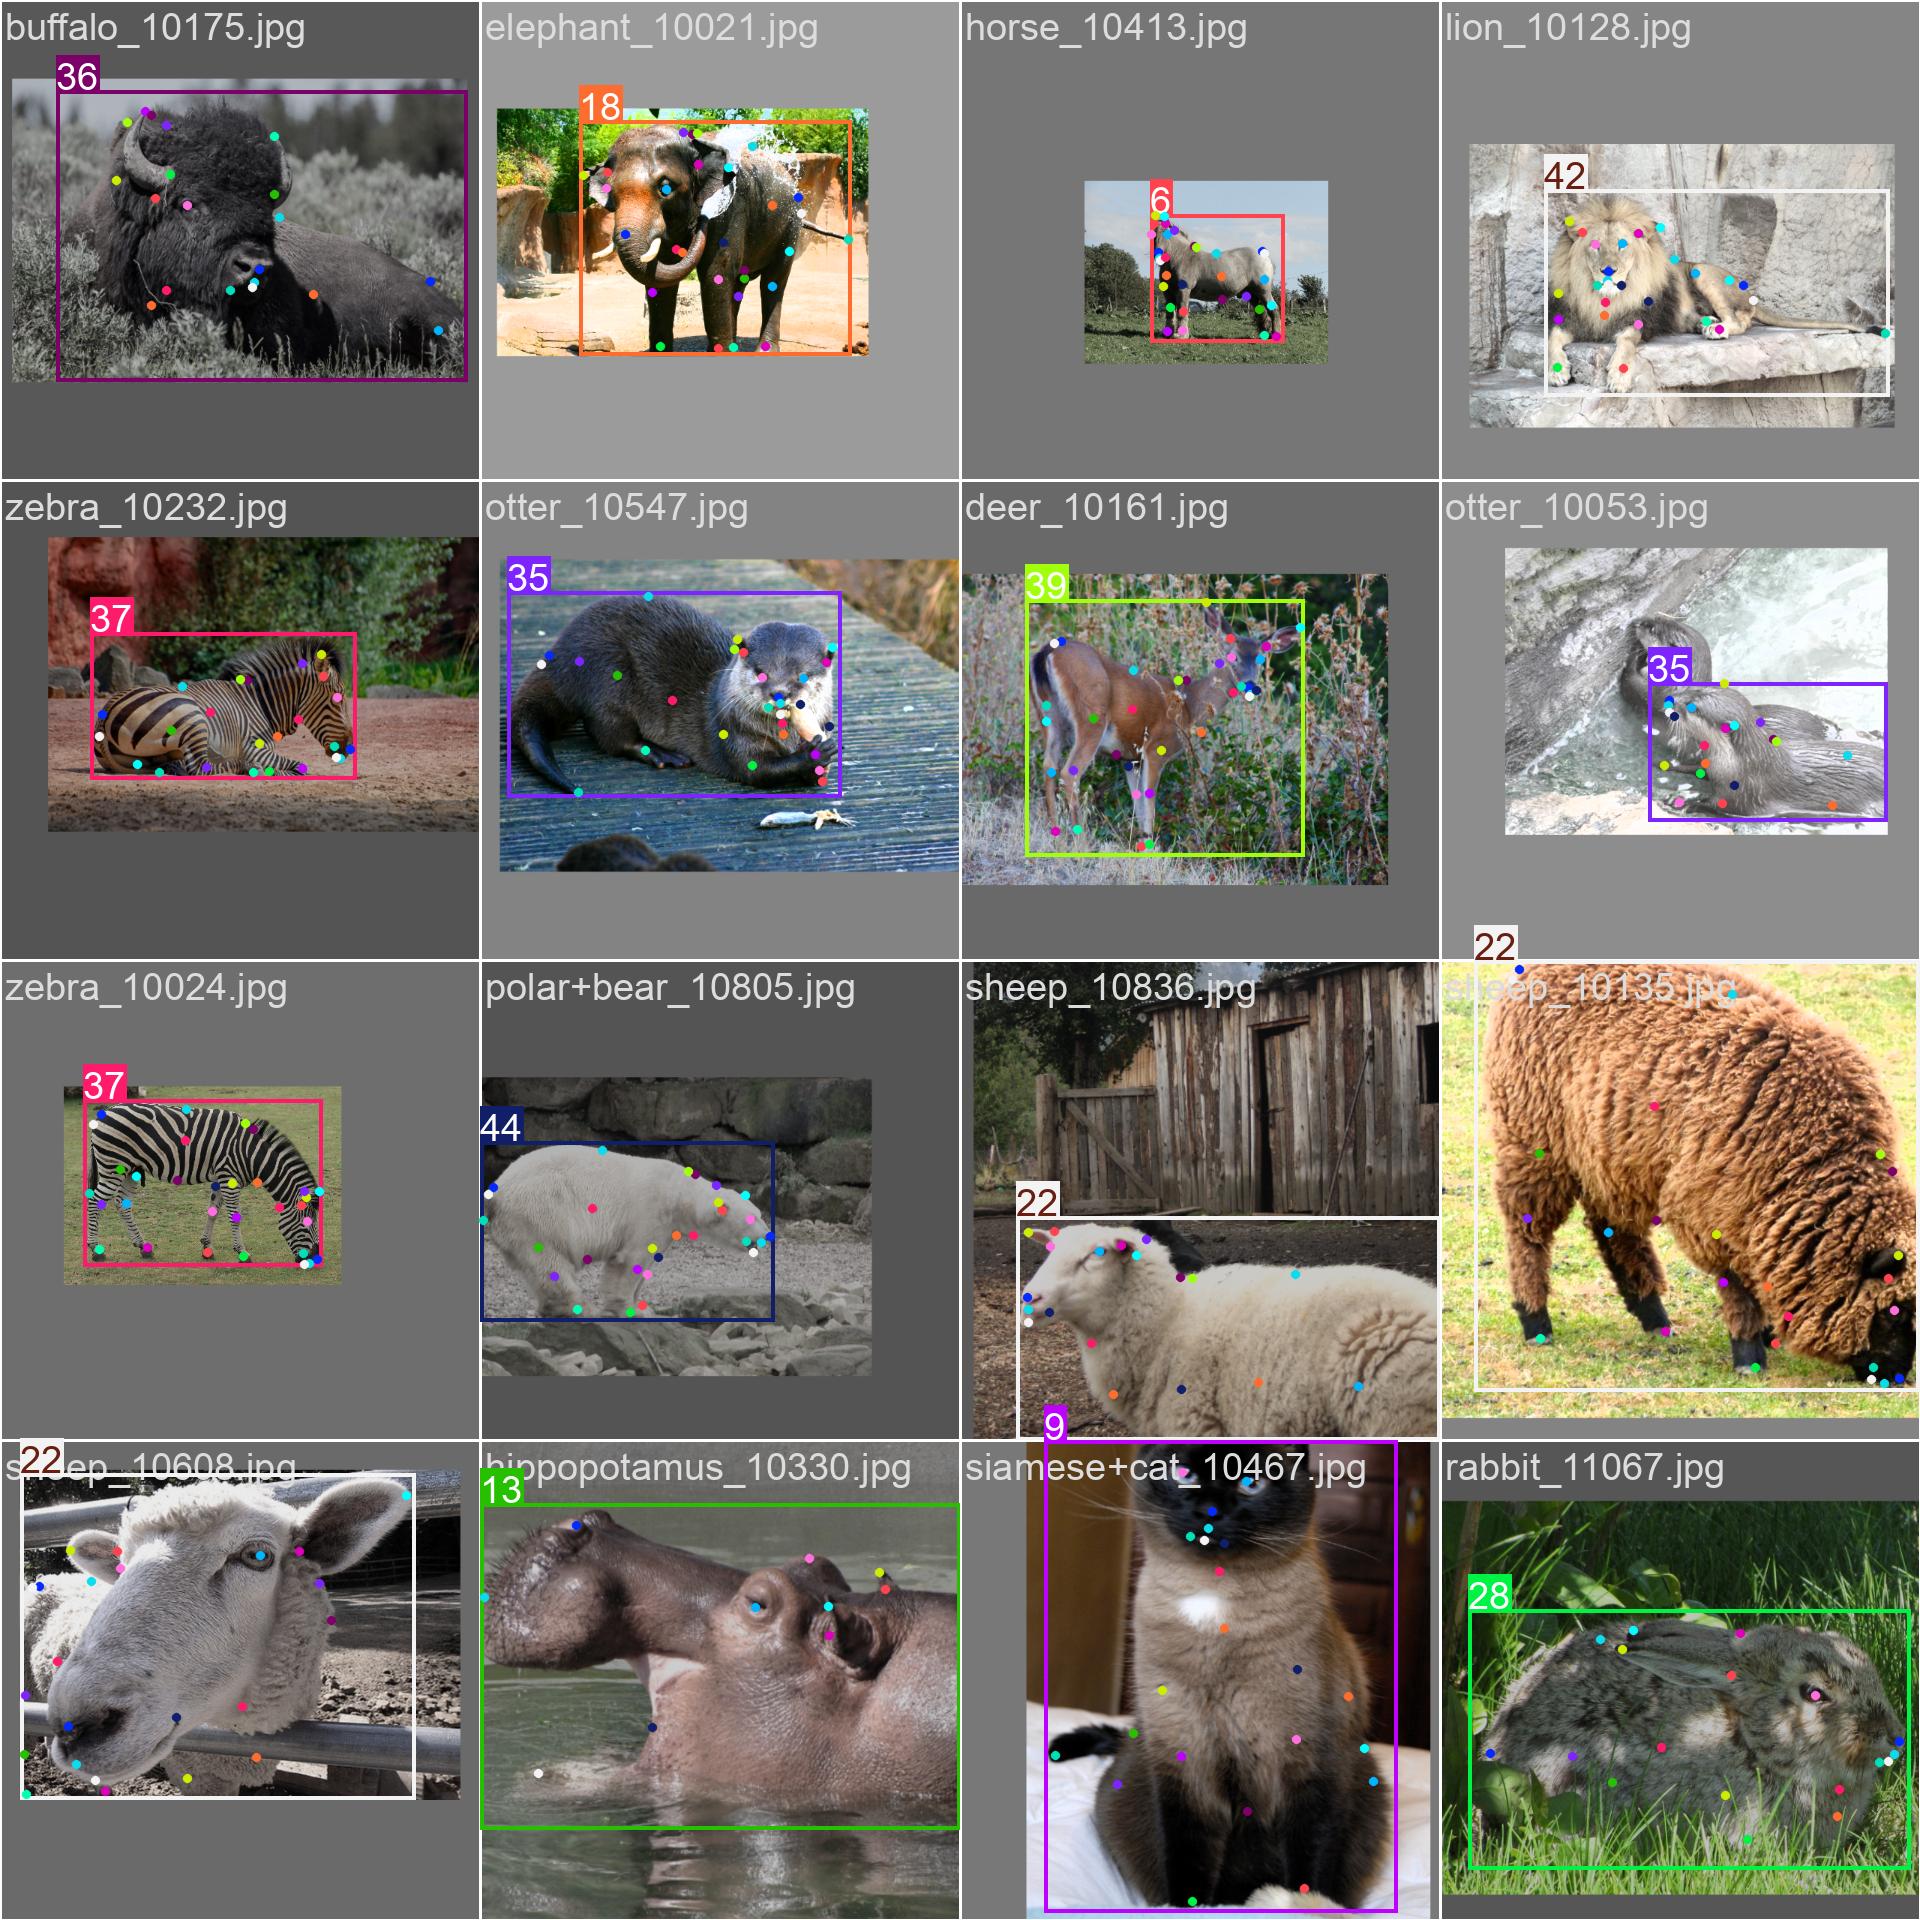 buffalo_10175.jpg
elephant_10021.jpg
horse_10413.jpg
lion_10128.jpg
36
18
6
42
zebra_10232.jpg
otter_10547.jpg
deer_10161.jpg
otter_10053.jpg
37
35
39
35
zebra_10024.jpg
polar+bear_10805.jpg
sheep_10836.jpg
sheep_10135.jpg
22
37
44
22
sheep_10608.jpg
hippopotamus_10330.jpg
siamese+cat_10467.jpg
rabbit_11067.jpg
22
13
9
28